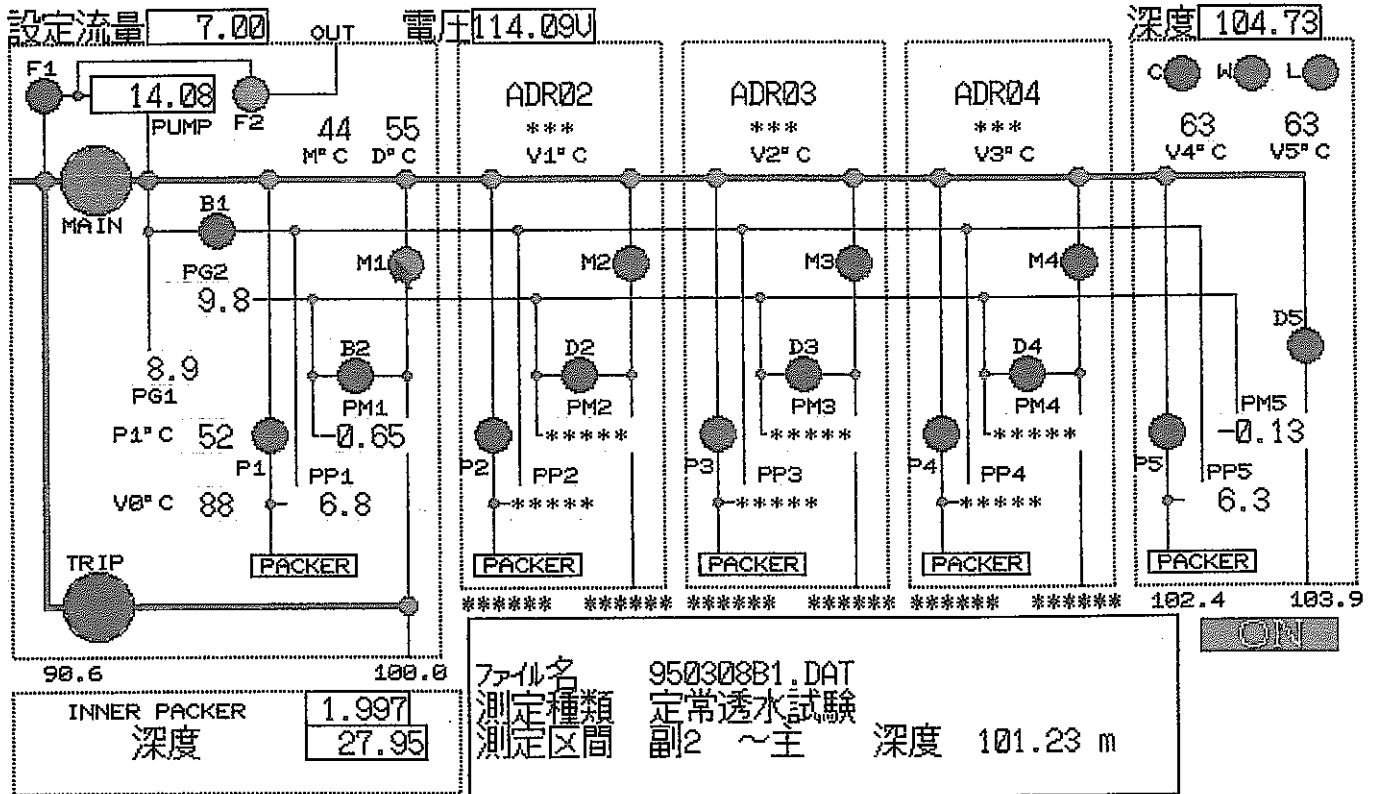 設定流量 7.00 OUT 電圧 114.09V 深度 104.73
F1 14.08 PUMP F2
44 55
M°C D°C
ADR02
***
V1°C
ADR03
***
V2°C
ADR04
***
V3°C
C W L
63 63
V4°C V5°C
MAIN
B1
M1 M2 M3 M4
PG2
9.8
8.9
PG1
B2 D2 D3 D4 D5
PM1 PM2 PM3 PM4 PM5
-0.65 ***** ***** ***** -0.13
P1°C 52
P1 P2 P3 P4 P5
PP1 PP2 PP3 PP4 PP5
V0°C 88 6.8 ***** ***** ***** 6.3
PACKER PACKER PACKER PACKER PACKER
TRIP
****** ****** ****** ****** ****** ****** 102.4 103.9
ON
90.6 100.0
INNER PACKER 1.997
深度 27.95
ファイル名 950308B1.DAT
測定種類 定常透水試験
測定区間 副2 ～主 深度 101.23 m